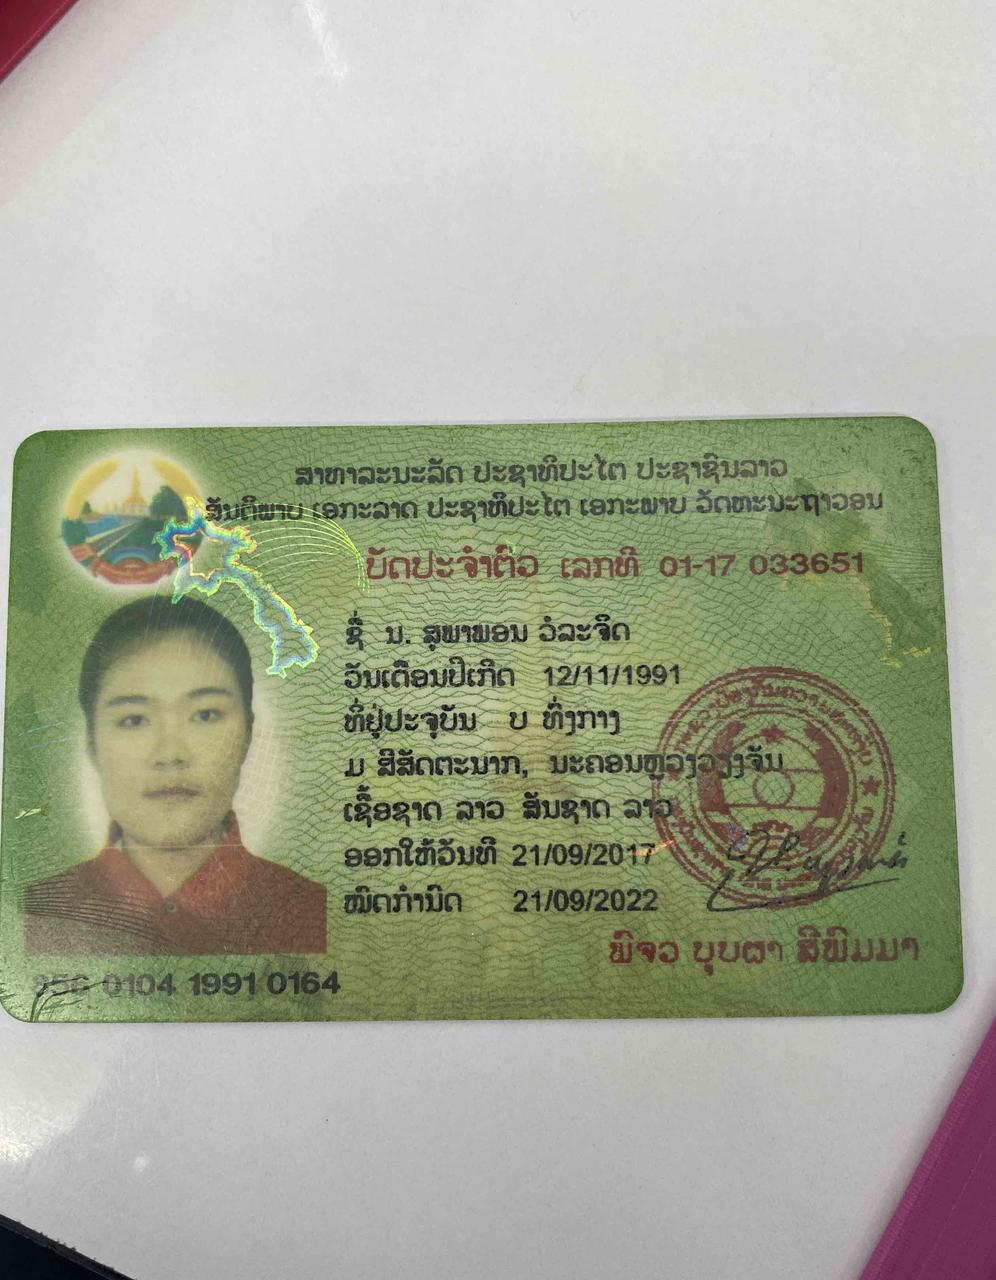 ສາທາລະນະລັດ ປະຊາທິປະໄຕ ປະຊາຊົນລາວ
ສັນຕິພາບ ເອກະລາດ ປະຊາທິປະໄຕ ເອກະພາບ ວັດທະນະຖາວອນ
ບັດປະຈຳຕົວ ເລກທີ 01-17 033651
ຊື່ ນ. ສຸພາພອນ ວໍລະຈິດ
ວັນເດືອນປີເກີດ 12/11/1991
ທີ່ຢູ່ປະຈຸບັນ ບ ທົ່ງກາງ
ມ ສີສັດຕະນາກ, ນະຄອນຫຼວງວຽງຈັນ
ເຊື້ອຊາດ ລາວ ສັນຊາດ ລາວ
ອອກໃຫ້ວັນທີ 21/09/2017
ໝົດກຳນົດ 21/09/2022
ພົຈວ ບຸບຜາ ສີພົມມາ
856 0104 1991 0164